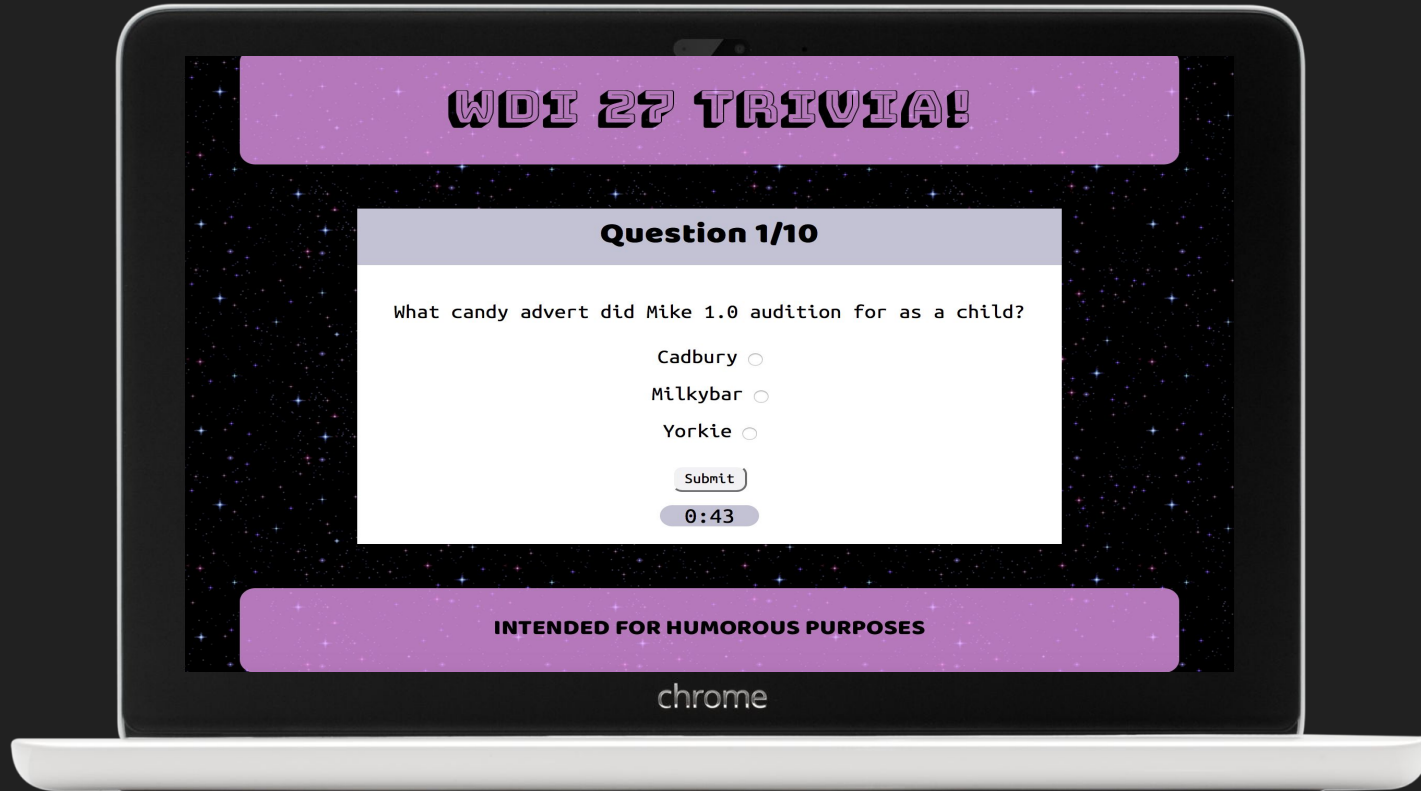 WDI 27 TRIVIA!
Question 1/10
What candy advert did Mike 1.0 audition for as a child?
Cadbury
Milkybar
Yorkie
Submit
0:43
INTENDED FOR HUMOROUS PURPOSES
chrome